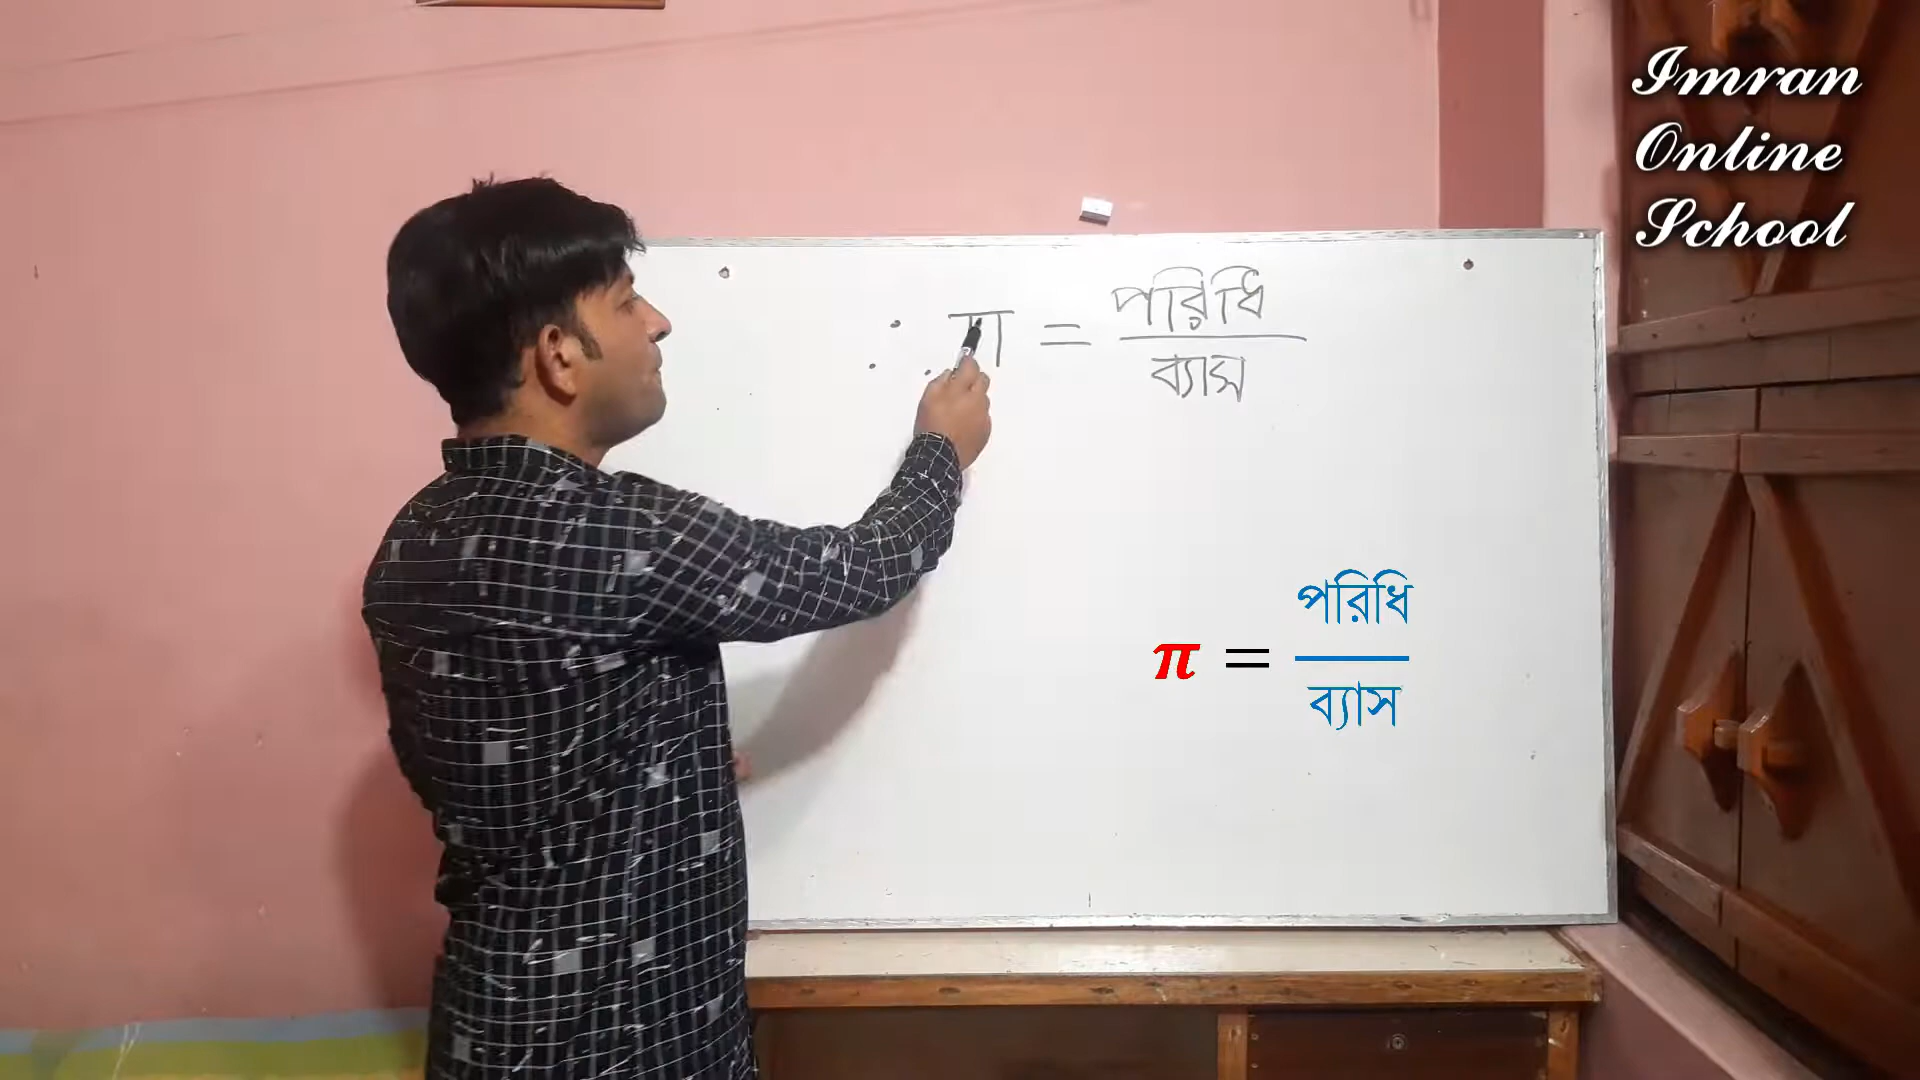 Imran
Online
School
∴ π = পরিধি
ব্যাস
π = পরিধি
ব্যাস